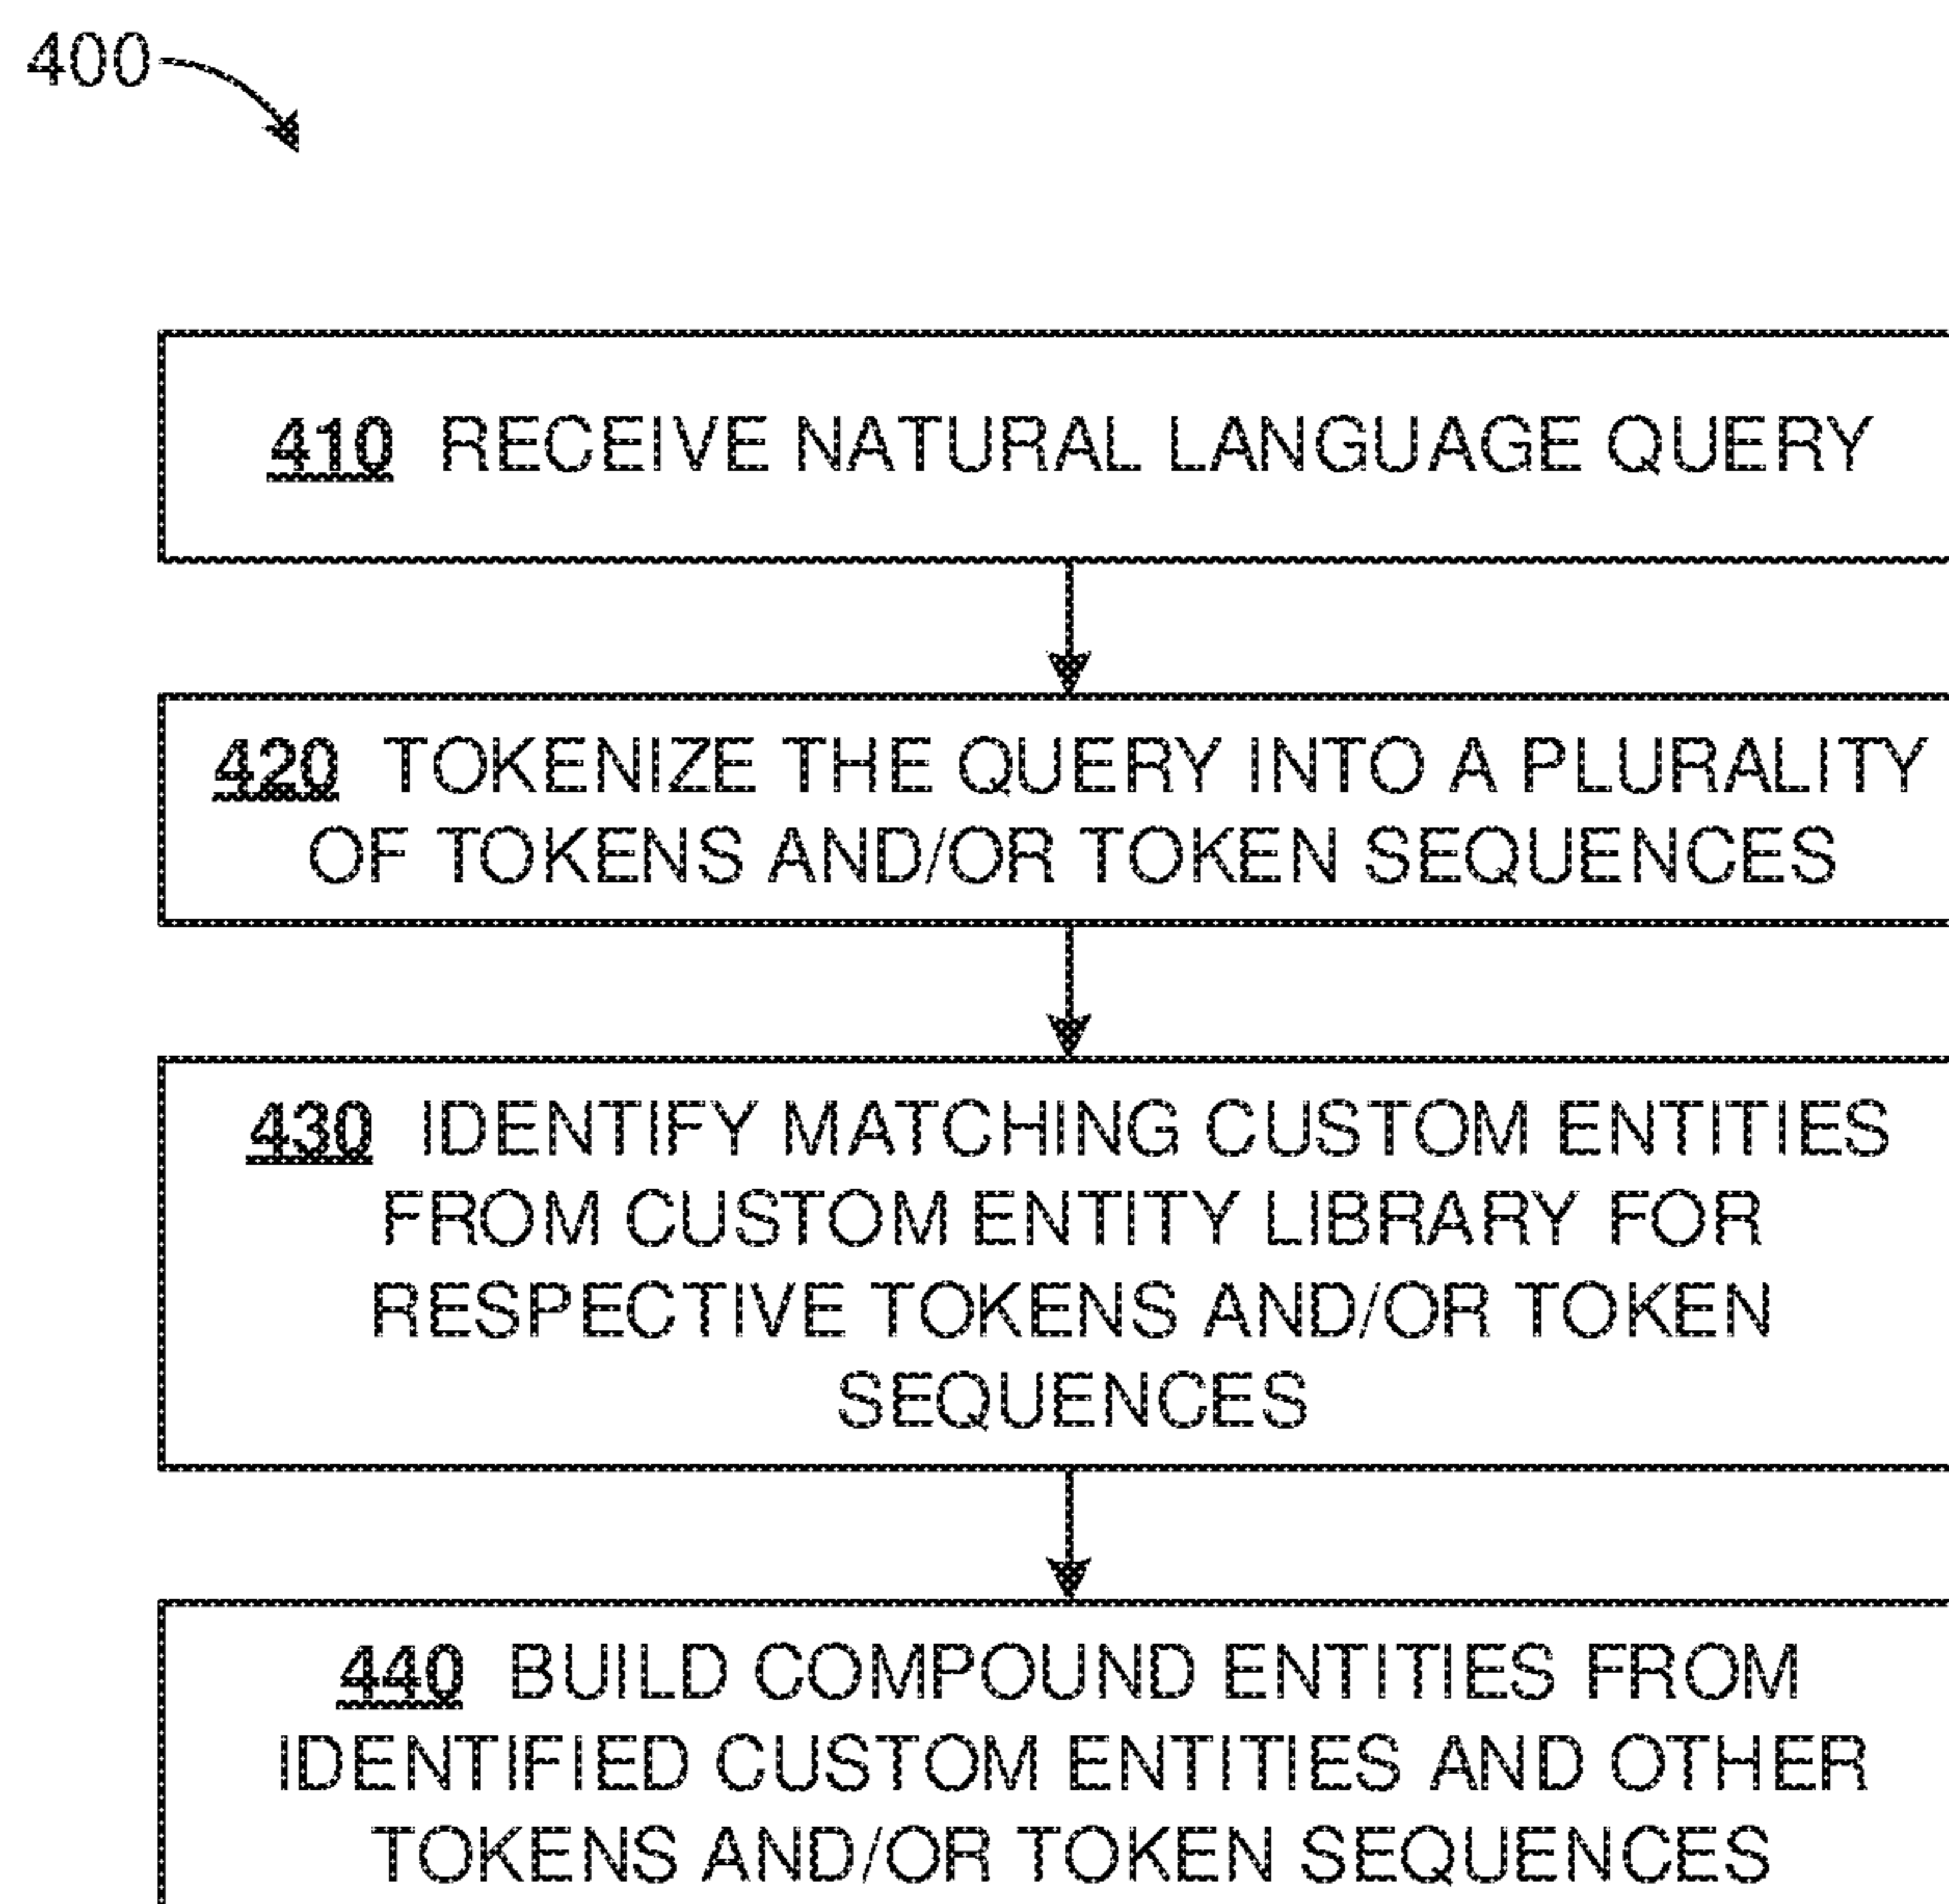 400
410 RECEIVE NATURAL LANGUAGE QUERY
420 TOKENIZE THE QUERY INTO A PLURALITY
OF TOKENS AND/OR TOKEN SEQUENCES
430 IDENTIFY MATCHING CUSTOM ENTITIES
FROM CUSTOM ENTITY LIBRARY FOR
RESPECTIVE TOKENS AND/OR TOKEN
SEQUENCES
440 BUILD COMPOUND ENTITIES FROM
IDENTIFIED CUSTOM ENTITIES AND OTHER
TOKENS AND/OR TOKEN SEQUENCES